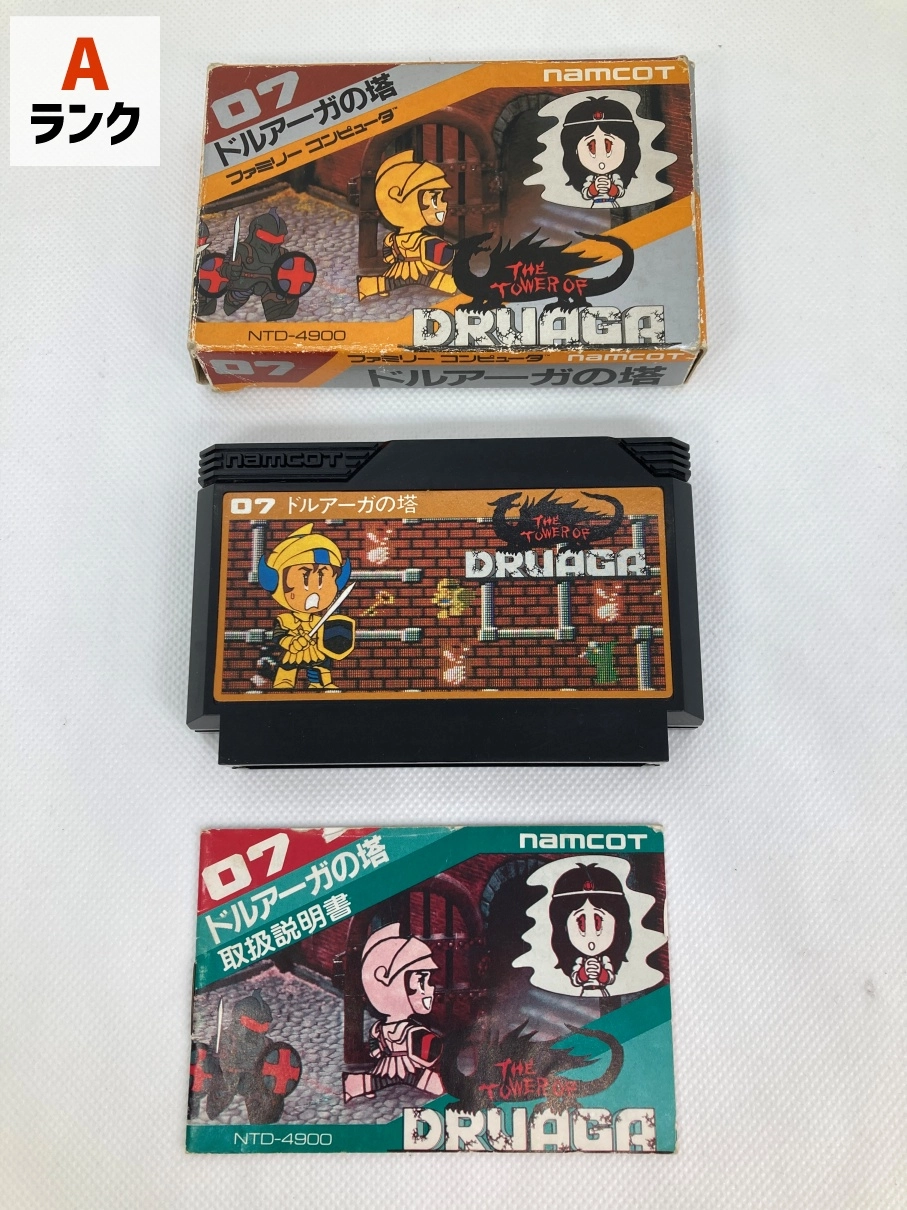 A
ランク
namcot
07
ドルアーガの塔
ファミリー コンピュータ™
THE
TOWER OF
DRUAGA
NTD-4900
07
ファミリー コンピュータ
namcot
ドルアーガの塔
namcot
07 ドルアーガの塔
THE
TOWER OF
DRUAGA
namcot
07
ドルアーガの塔
取扱説明書
THE
TOWER OF
DRUAGA
NTD-4900